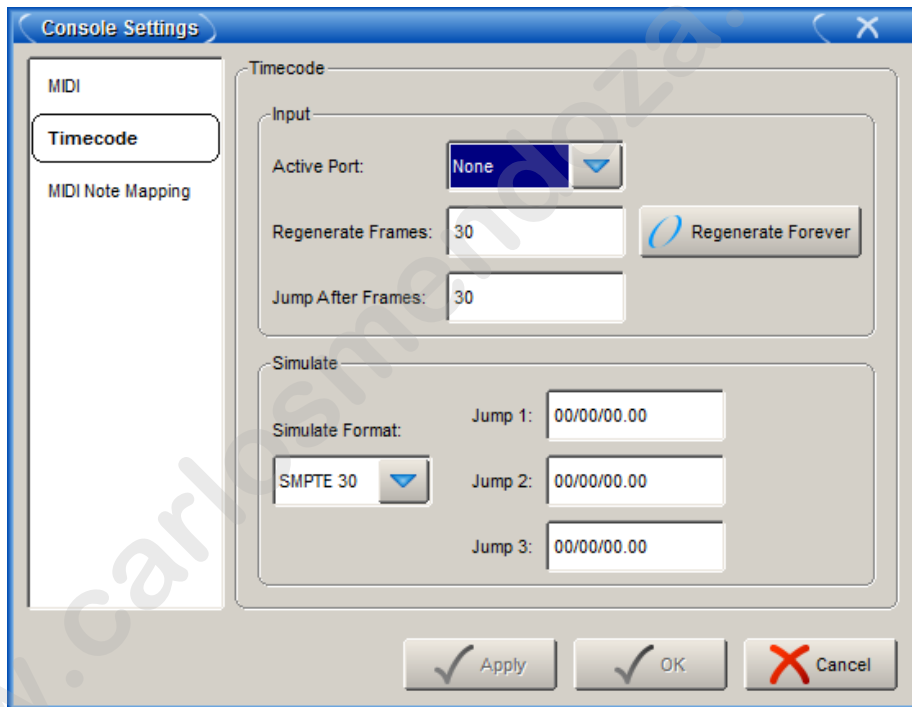 Console Settings
MIDI
Timecode
MIDI Note Mapping
Timecode
Input
Active Port:
None
Regenerate Frames:
30
Regenerate Forever
Jump After Frames:
30
Simulate
Simulate Format:
SMPTE 30
Jump 1:
00/00/00.00
Jump 2:
00/00/00.00
Jump 3:
00/00/00.00
Apply
OK
Cancel
w.carlosmendoza.